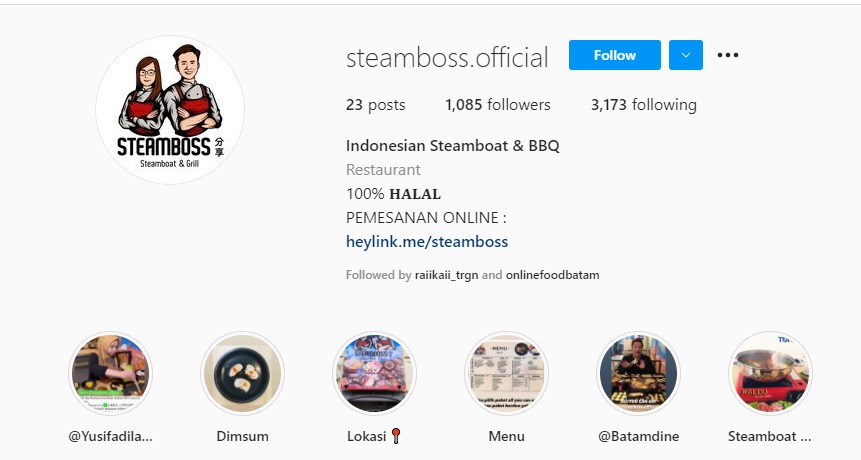 steamboss.official
Follow
23 posts 1,085 followers 3,173 following
STEAMBOSS 分享
Steamboat & Grill
Indonesian Steamboat & BBQ
Restaurant
100% HALAL
PEMESANAN ONLINE :
heylink.me/steamboss
Followed by raiikaii_trgn and onlinefoodbatam
STEAMBOSS
MENU
@Yusifadila...
Dimsum
Lokasi📍
Menu
@Batamdine
Steamboat ...